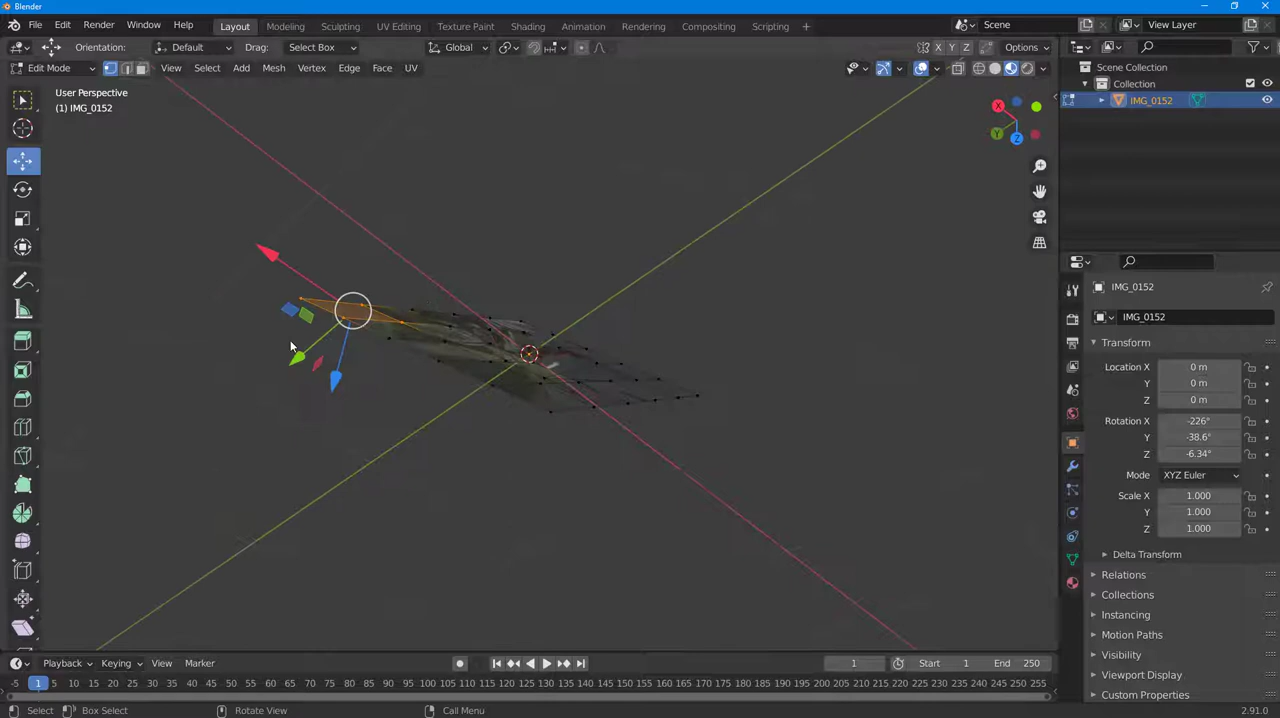 Blender
File Edit Render Window Help Layout Modeling Sculpting UV Editing Texture Paint Shading Animation Rendering Compositing Scripting + Scene View Layer
Orientation: Default Drag: Select Box Global X Y Z Options
Edit Mode View Select Add Mesh Vertex Edge Face UV
User Perspective
(1) IMG_0152
X
Y
Z
Scene Collection
Collection
IMG_0152
IMG_0152
IMG_0152
Transform
Location X 0 m
Y 0 m
Z 0 m
Rotation X -226°
Y -38.6°
Z -6.34°
Mode XYZ Euler
Scale X 1.000
Y 1.000
Z 1.000
Delta Transform
Relations
Collections
Instancing
Motion Paths
Visibility
Viewport Display
Custom Properties
Playback Keying View Marker 1 Start 1 End 250
-5 1 5 10 15 20 25 30 35 40 45 50 55 60 65 70 75 80 85 90 95 100 105 110 115 120 125 130 135 140 145 150 155 160 165 170 175 180 185 190 195 200 205 210 215 220 225 230 235 240 245 250 255
Select Box Select Rotate View Call Menu 2.91.0